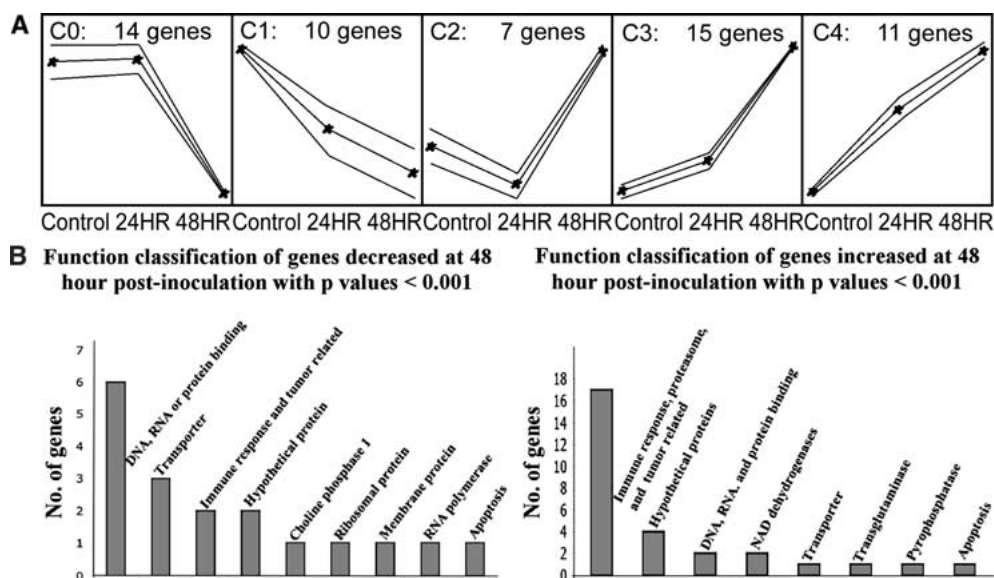 A
C0: 14 genes
C1: 10 genes
C2: 7 genes
C3: 15 genes
C4: 11 genes
Control 24HR 48HR
Control 24HR 48HR
Control 24HR 48HR
Control 24HR 48HR
Control 24HR 48HR
B
Function classification of genes decreased at 48
hour post-inoculation with p values < 0.001
No. of genes
7
6
5
4
3
2
1
0
DNA, RNA or protein binding
Transporter
Immune response and tumor related
Hypothetical protein
Choline phosphase 1
Ribosomal protein
Membrane protein
RNA polymerase
Apoptosis
Function classification of genes increased at 48
hour post-inoculation with p values < 0.001
No. of genes
18
16
14
12
10
8
6
4
2
0
Immune response, proteasome,
and tumor related
Hypothetical proteins
DNA, RNA. and protein binding
NAD dehydrogenases
Transporter
Transglutaminase
Pyrophosphatase
Apoptosis